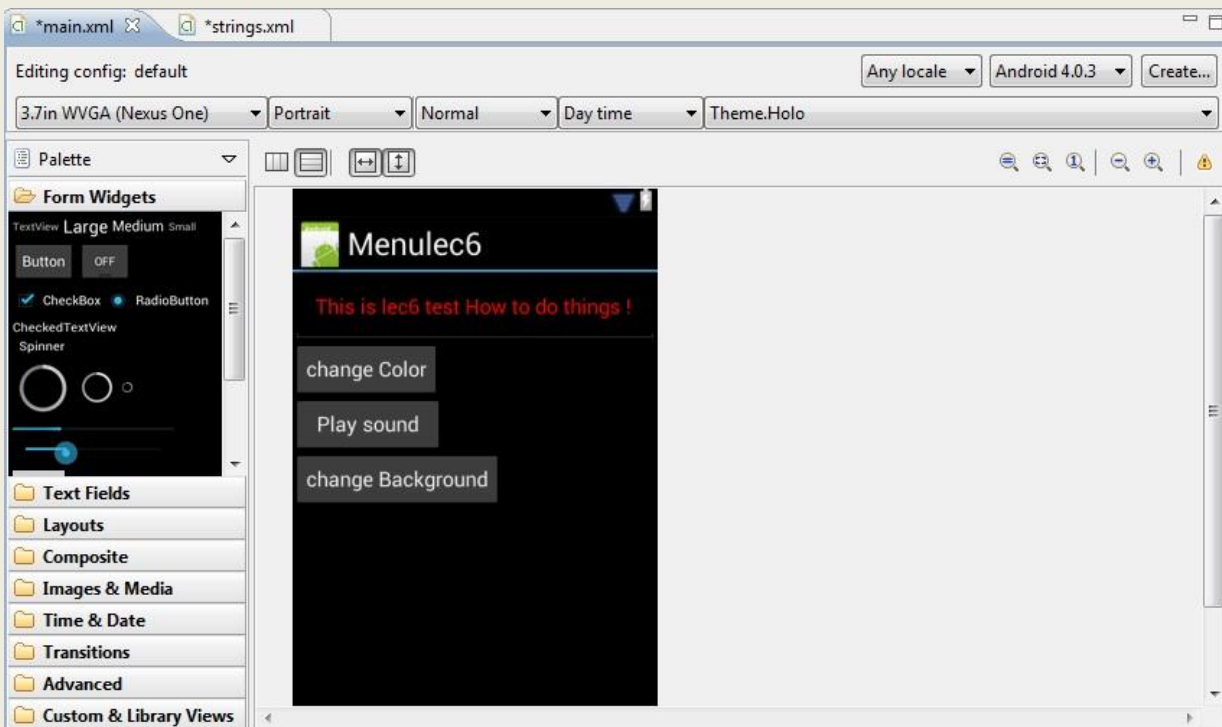 *main.xml
*strings.xml
Editing config: default
Any locale
Android 4.0.3
Create...
3.7in WVGA (Nexus One)
Portrait
Normal
Day time
Theme.Holo
Palette
Form Widgets
TextView Large Medium Small
Button
OFF
CheckBox
RadioButton
CheckedTextView
Spinner
Text Fields
Layouts
Composite
Images & Media
Time & Date
Transitions
Advanced
Custom & Library Views
Menulec6
This is lec6 test How to do things !
change Color
Play sound
change Background